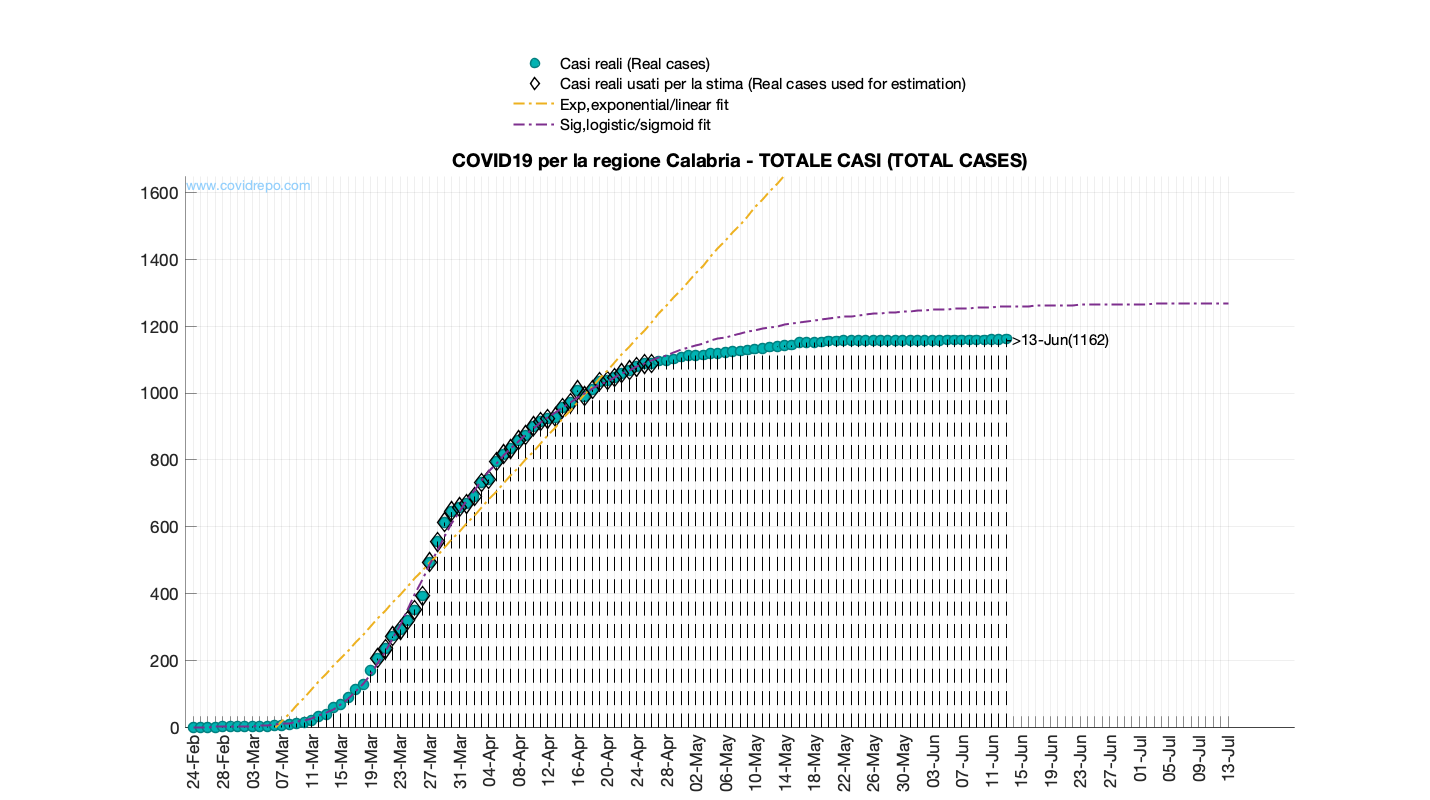 Casi reali (Real cases)
Casi reali usati per la stima (Real cases used for estimation)
Exp,exponential/linear fit
Sig,logistic/sigmoid fit
COVID19 per la regione Calabria - TOTALE CASI (TOTAL CASES)
www.covidrepo.com
1600
1400
1200
1000
800
600
400
200
0
>13-Jun(1162)
24-Feb
28-Feb
03-Mar
07-Mar
11-Mar
15-Mar
19-Mar
23-Mar
27-Mar
31-Mar
04-Apr
08-Apr
12-Apr
16-Apr
20-Apr
24-Apr
28-Apr
02-May
06-May
10-May
14-May
18-May
22-May
26-May
30-May
03-Jun
07-Jun
11-Jun
15-Jun
19-Jun
23-Jun
27-Jun
01-Jul
05-Jul
09-Jul
13-Jul